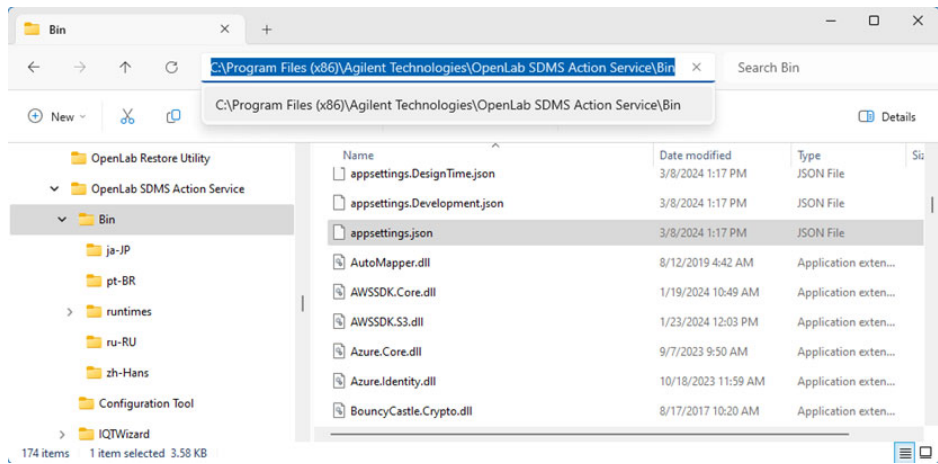 Bin
C:\Program Files (x86)\Agilent Technologies\OpenLab SDMS Action Service\Bin
Search Bin
C:\Program Files (x86)\Agilent Technologies\OpenLab SDMS Action Service\Bin
New
Details
OpenLab Restore Utility
OpenLab SDMS Action Service
Bin
ja-JP
pt-BR
runtimes
ru-RU
zh-Hans
Configuration Tool
IQTWizard
Name Date modified Type
appsettings.DesignTime.json 3/8/2024 1:17 PM JSON File
appsettings.Development.json 3/8/2024 1:17 PM JSON File
appsettings.json 3/8/2024 1:17 PM JSON File
AutoMapper.dll 8/12/2019 4:42 AM Application exten...
AWSSDK.Core.dll 1/19/2024 10:49 AM Application exten...
AWSSDK.S3.dll 1/23/2024 12:03 PM Application exten...
Azure.Core.dll 9/7/2023 9:50 AM Application exten...
Azure.Identity.dll 10/18/2023 11:59 AM Application exten...
BouncyCastle.Crypto.dll 8/17/2017 10:20 AM Application exten...
174 items 1 item selected 3.58 KB